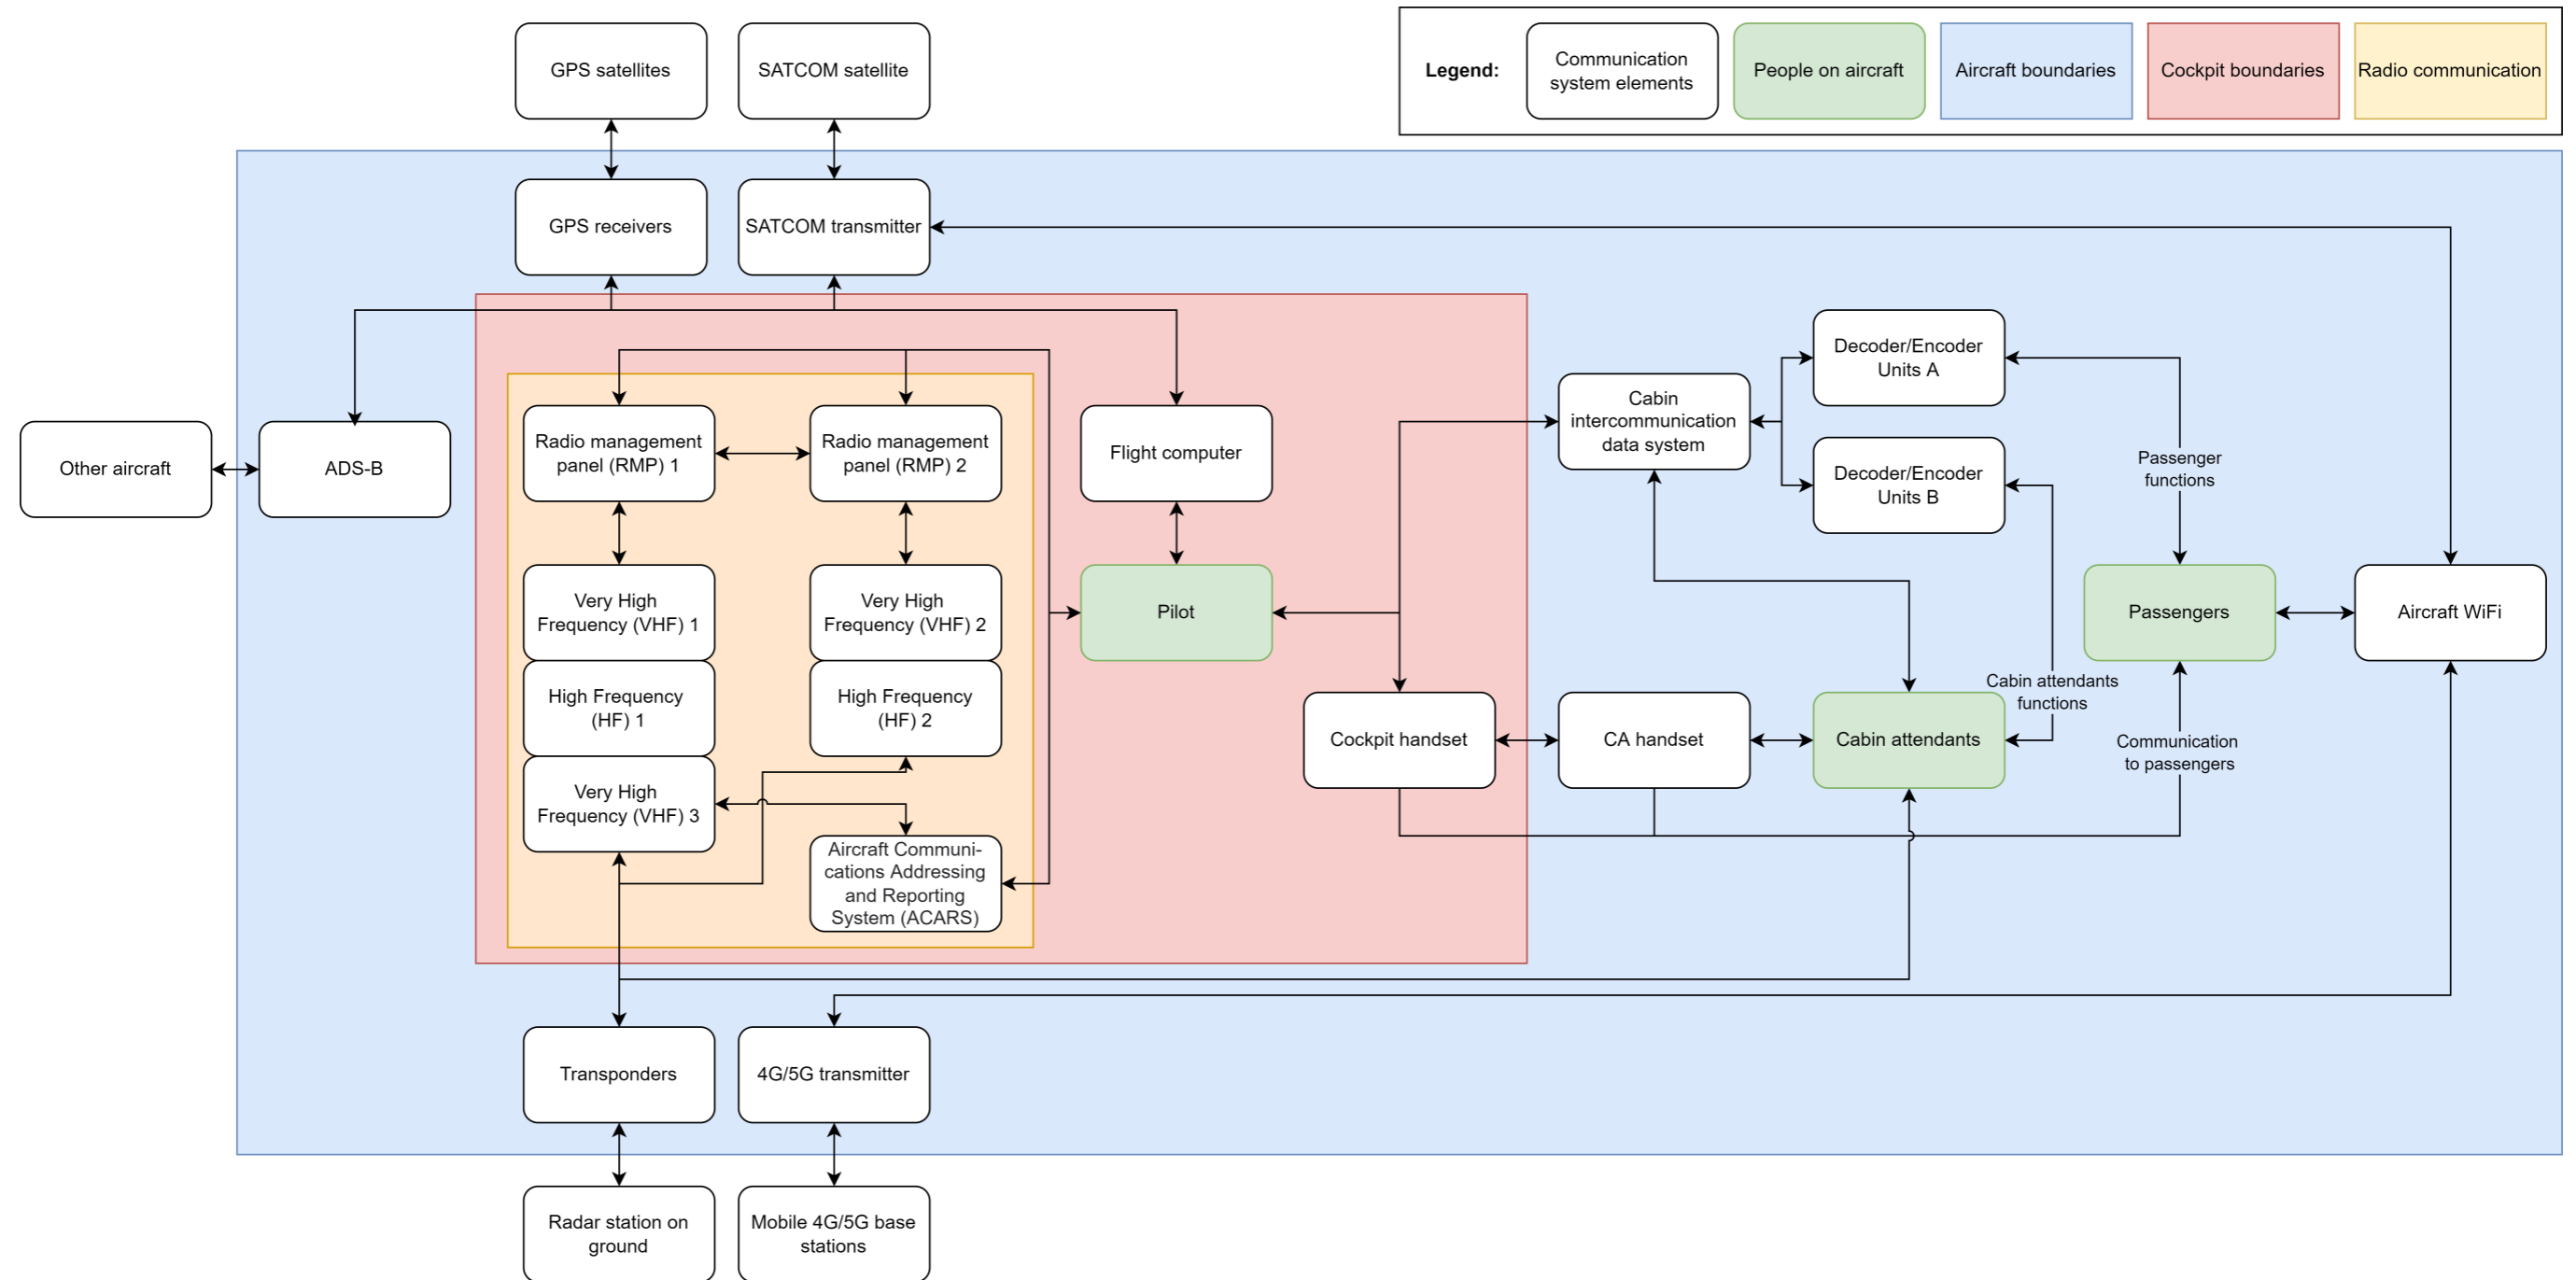 GPS satellites
SATCOM satellite
Legend:
Communication
system elements
People on aircraft
Aircraft boundaries
Cockpit boundaries
Radio communication
GPS receivers
SATCOM transmitter
Other aircraft
ADS-B
Radio management
panel (RMP) 1
Radio management
panel (RMP) 2
Flight computer
Cabin
intercommunication
data system
Decoder/Encoder
Units A
Decoder/Encoder
Units B
Passenger
functions
Very High
Frequency (VHF) 1
Very High
Frequency (VHF) 2
Pilot
Passengers
Aircraft WiFi
High Frequency
(HF) 1
High Frequency
(HF) 2
Cockpit handset
CA handset
Cabin attendants
Cabin attendants
functions
Communication
to passengers
Very High
Frequency (VHF) 3
Aircraft Communi-
cations Addressing
and Reporting
System (ACARS)
Transponders
4G/5G transmitter
Radar station on
ground
Mobile 4G/5G base
stations